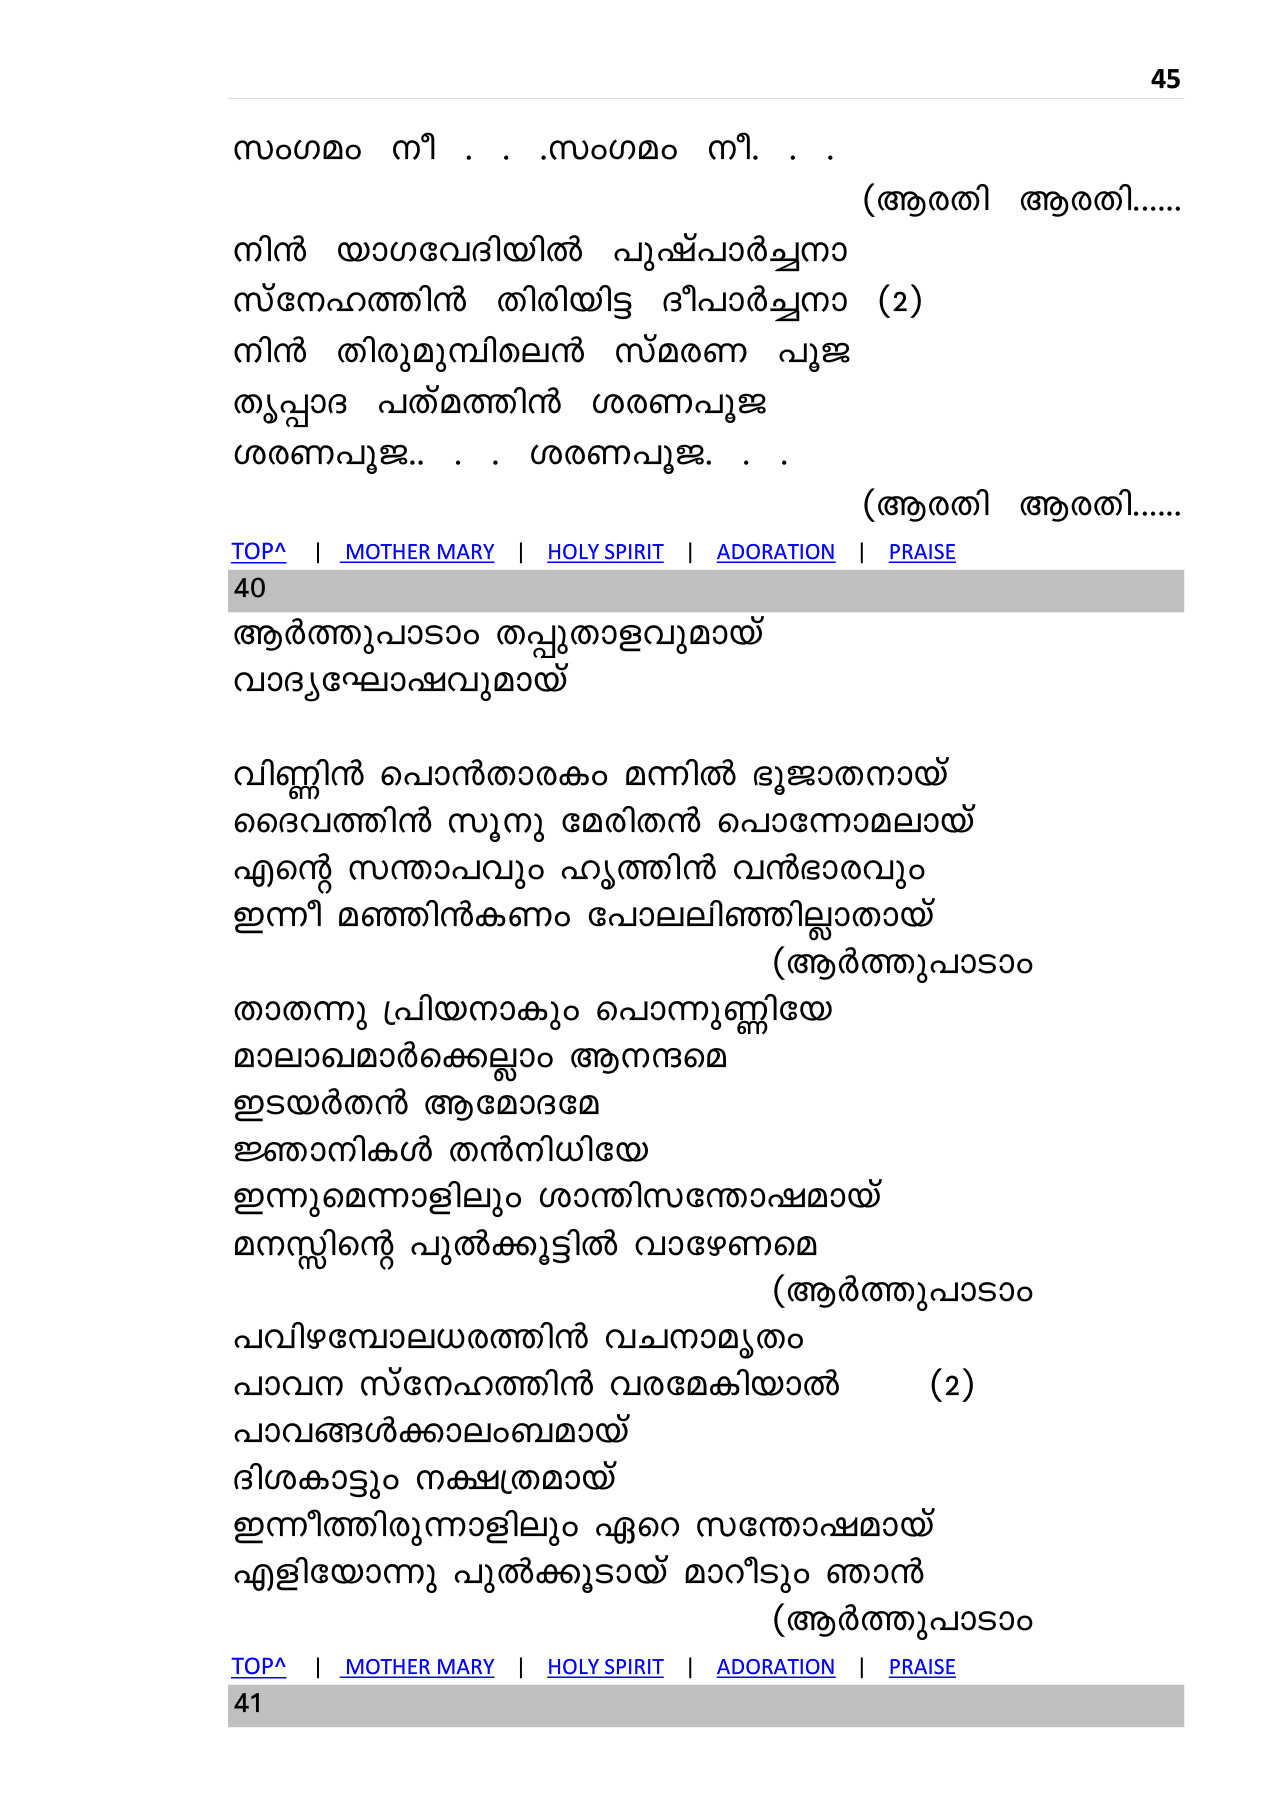 45
സംഗമം നീ . . .സംഗമം നീ. . .
(ആരതി ആരതി......
നിൻ യാഗവേദിയിൽ പുഷ്പാർച്ചനാ
സ്നേഹത്തിൻ തിരിയിട്ട ദീപാർച്ചനാ (2)
നിൻ തിരുമുമ്പിലെൻ സ്മരണ പൂജ
തൃപ്പാദ പത്മത്തിൻ ശരണപൂജ
ശരണപൂജ.. . . ശരണപൂജ. . .
(ആരതി ആരതി......
TOP^ | MOTHER MARY | HOLY SPIRIT | ADORATION | PRAISE
40
ആർത്തുപാടാം തപ്പുതാളവുമായ്
വാദ്യഘോഷവുമായ്
വിണ്ണിൻ പൊൻതാരകം മന്നിൽ ഭൂജാതനായ്
ദൈവത്തിൻ സൂനു മേരിതൻ പൊന്നോമലായ്
എന്റെ സന്താപവും ഹൃത്തിൻ വൻഭാരവും
ഇന്നീ മഞ്ഞിൻകണം പോലലിഞ്ഞില്ലാതായ്
(ആർത്തുപാടാം
താതന്നു പ്രിയനാകും പൊന്നുണ്ണിയേ
മാലാഖമാർക്കെല്ലാം ആനന്ദമെ
ഇടയർതൻ ആമോദമേ
ജ്ഞാനികൾ തൻനിധിയേ
ഇന്നുമെന്നാളിലും ശാന്തിസന്തോഷമായ്
മനസ്സിന്റെ പുൽക്കൂട്ടിൽ വാഴേണമെ
(ആർത്തുപാടാം
പവിഴമ്പോലധരത്തിൻ വചനാമൃതം
പാവന സ്നേഹത്തിൻ വരമേകിയാൽ (2)
പാവങ്ങൾക്കാലംബമായ്
ദിശകാട്ടും നക്ഷത്രമായ്
ഇന്നീത്തിരുന്നാളിലും ഏറെ സന്തോഷമായ്
എളിയോന്നു പുൽക്കൂടായ് മാറീടും ഞാൻ
(ആർത്തുപാടാം
TOP^ | MOTHER MARY | HOLY SPIRIT | ADORATION | PRAISE
41